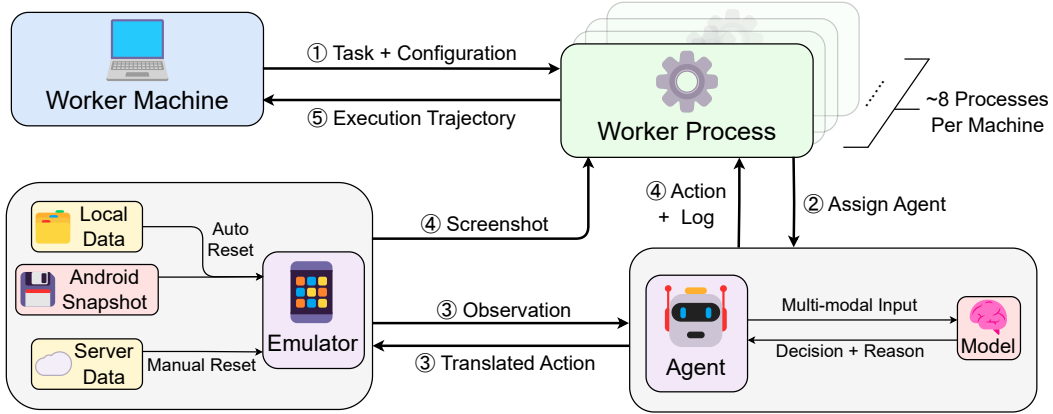 ① Task + Configuration
Worker Machine
⑤ Execution Trajectory
Worker Process
~8 Processes
Per Machine
Local
Data
Auto
Reset
④ Screenshot
④ Action
+ Log
② Assign Agent
Android
Snapshot
Emulator
Server
Data
Manual Reset
③ Observation
③ Translated Action
Agent
Multi-modal Input
Decision + Reason
Model